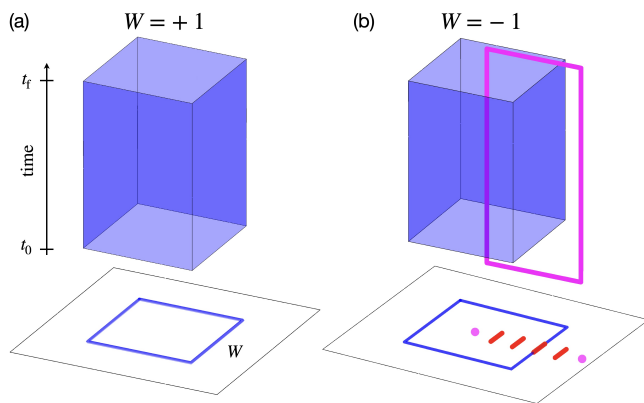 (a) W = + 1
(b) W = − 1
t_f
time
t_0
W